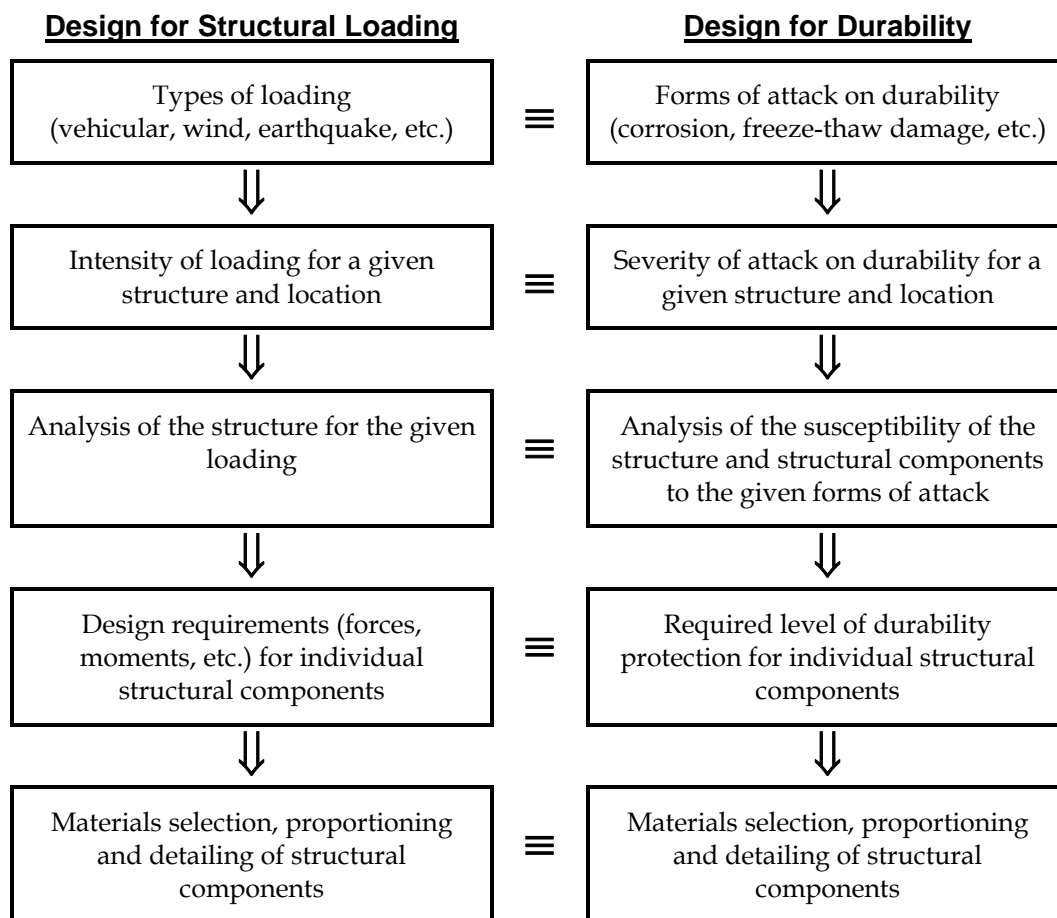 Design for Structural Loading
Design for Durability
Types of loading
(vehicular, wind, earthquake, etc.)
≡
Forms of attack on durability
(corrosion, freeze-thaw damage, etc.)
⇓
⇓
Intensity of loading for a given
structure and location
≡
Severity of attack on durability for a
given structure and location
⇓
⇓
Analysis of the structure for the given
loading
≡
Analysis of the susceptibility of the
structure and structural components
to the given forms of attack
⇓
⇓
Design requirements (forces,
moments, etc.) for individual
structural components
≡
Required level of durability
protection for individual structural
components
⇓
⇓
Materials selection, proportioning
and detailing of structural
components
≡
Materials selection, proportioning
and detailing of structural
components